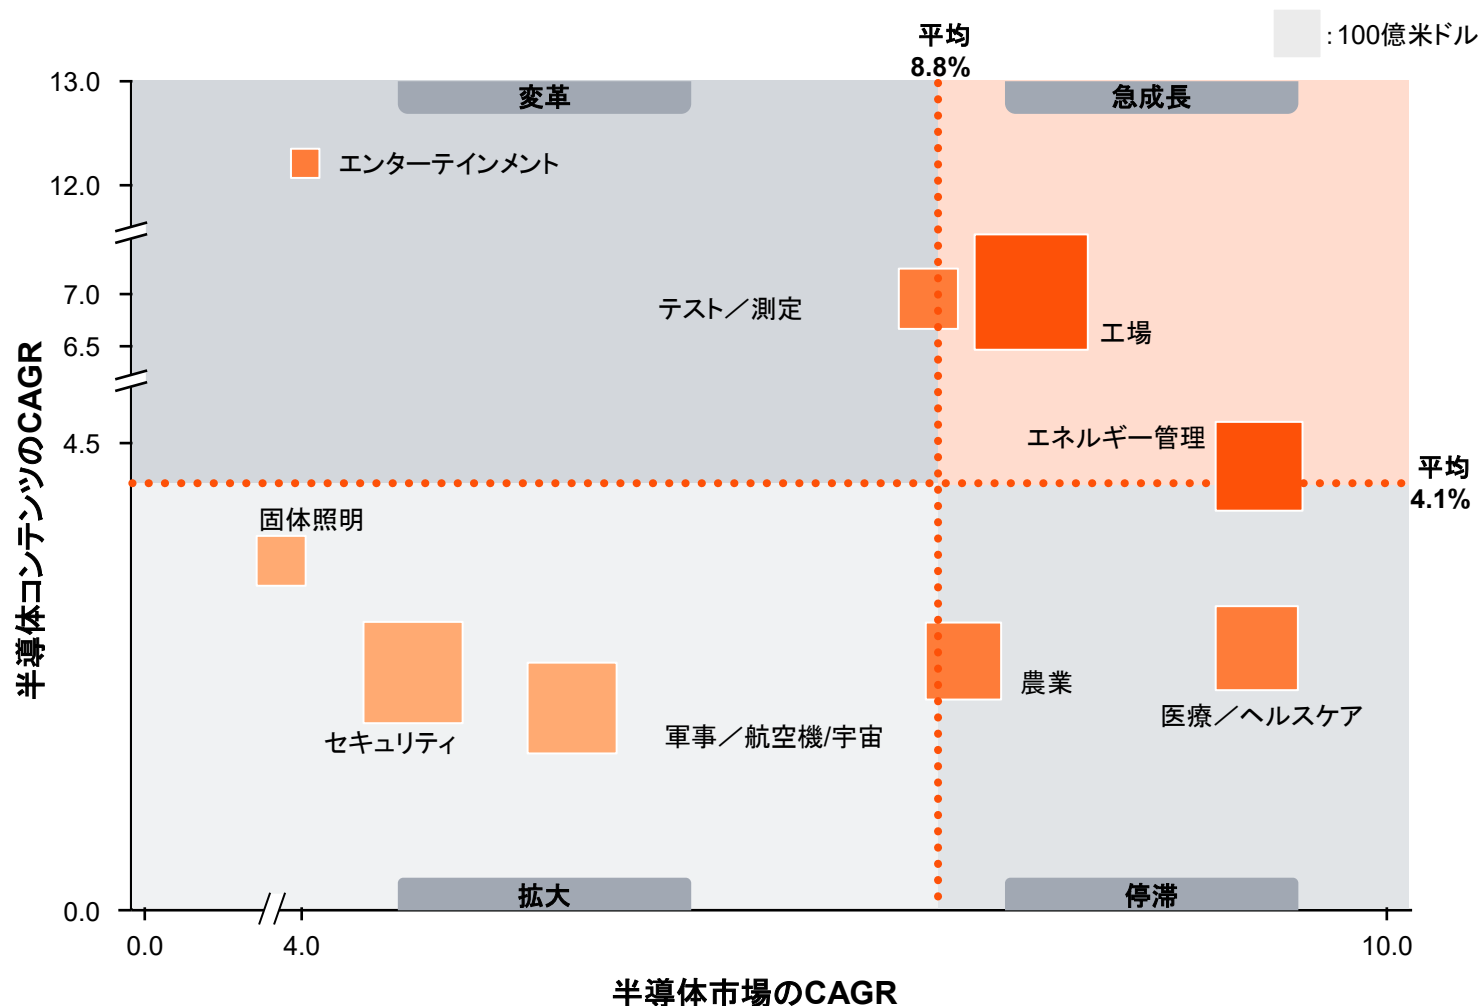 平均
8.8%
:100億米ドル
13.0
変革
急成長
エンターテインメント
12.0
7.0
テスト／測定
工場
6.5
半導体コンテンツのCAGR
4.5
エネルギー管理
平均
4.1%
固体照明
農業
医療／ヘルスケア
セキュリティ
軍事／航空機/宇宙
拡大
停滞
0.0
0.0
4.0
10.0
半導体市場のCAGR